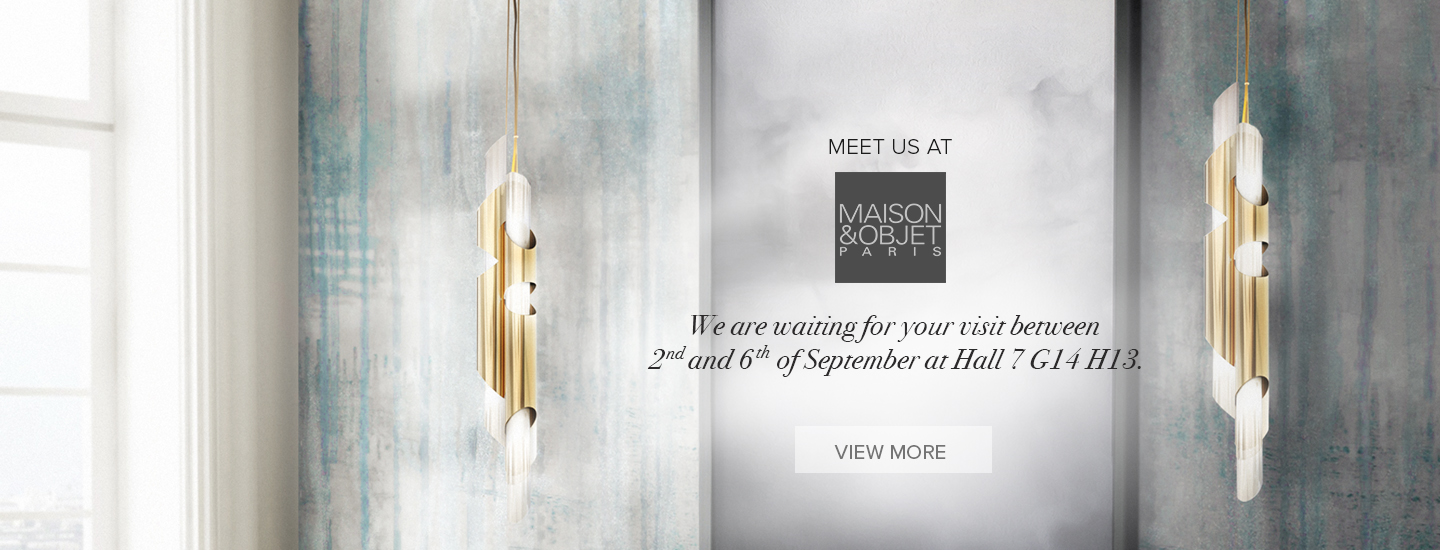 MEET US AT
MAISON
&OBJET
PARIS
We are waiting for your visit between
2nd and 6th of September at Hall 7 G14 H13.
VIEW MORE